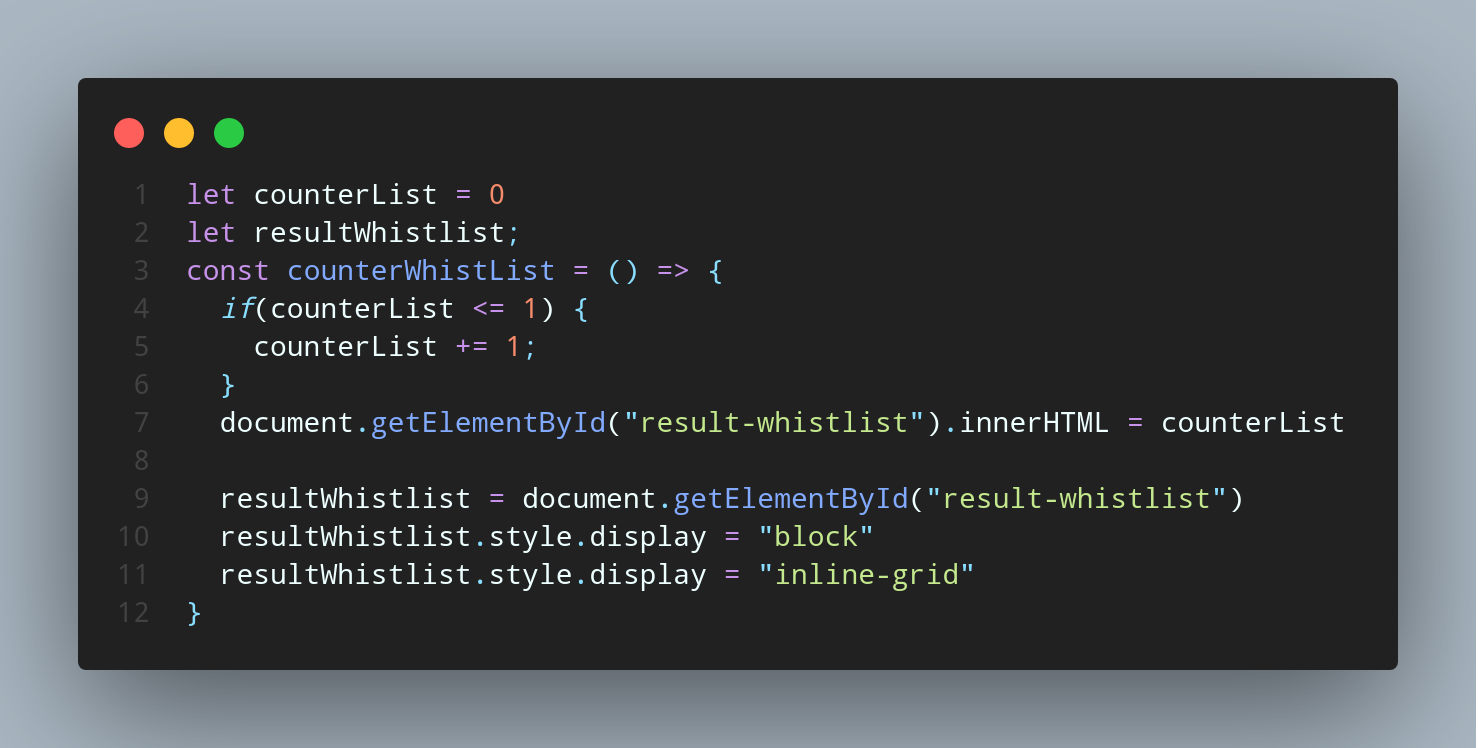 1 let counterList = 0
2 let resultWhistlist;
3 const counterWhistList = () => {
4   if(counterList <= 1) {
5     counterList += 1;
6   }
7   document.getElementById("result-whistlist").innerHTML = counterList
8
9   resultWhistlist = document.getElementById("result-whistlist")
10   resultWhistlist.style.display = "block"
11   resultWhistlist.style.display = "inline-grid"
12 }